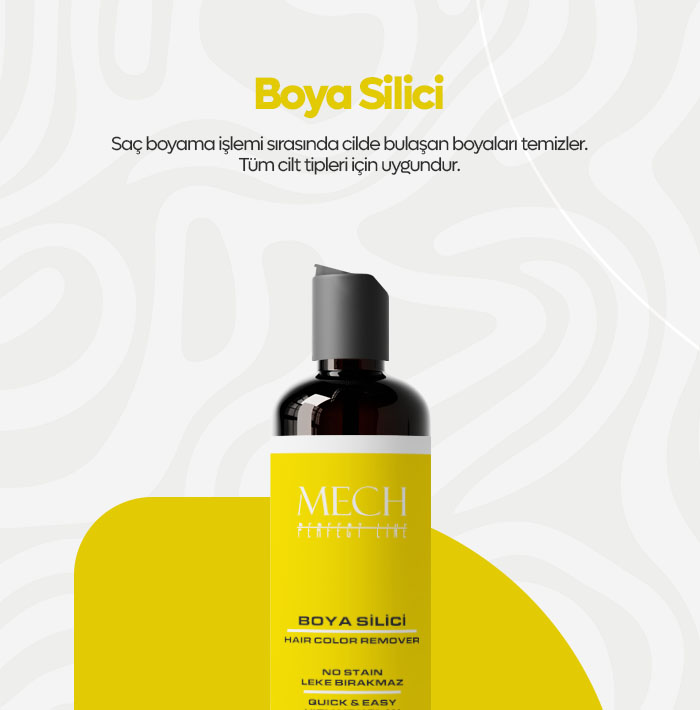 Boya Silici
Saç boyama işlemi sırasında cilde bulaşan boyaları temizler.
Tüm cilt tipleri için uygundur.
MECH
PERFECT LINE
BOYA SİLİCİ
HAIR COLOR REMOVER
NO STAIN
LEKE BIRAKMAZ
QUICK & EASY